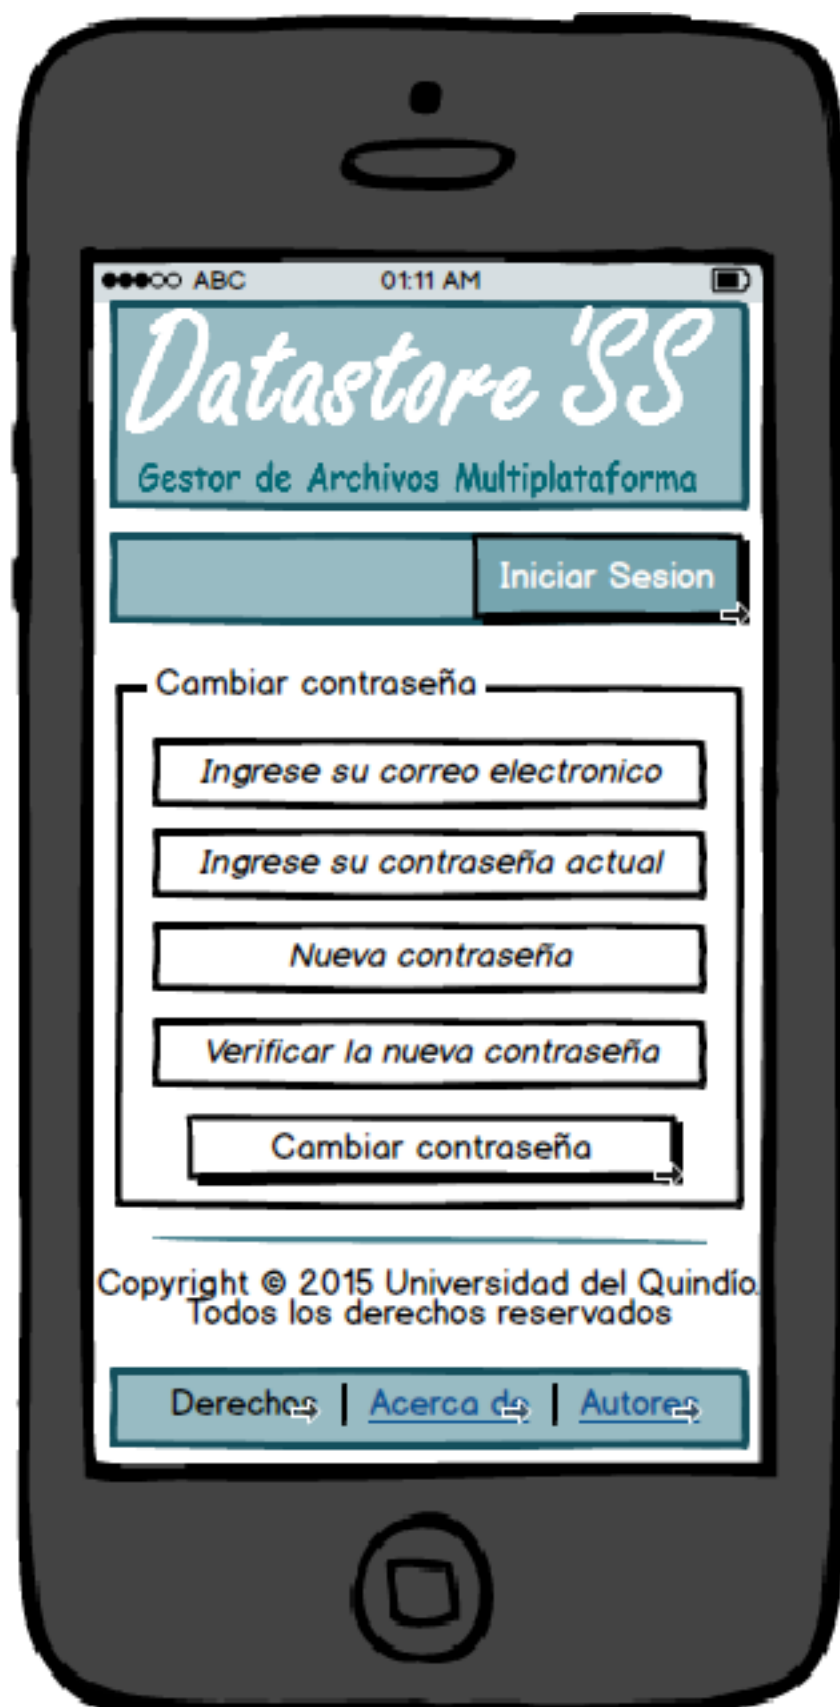 ABC 01:11 AM
Datastore 'SS
Gestor de Archivos Multiplataforma
Iniciar Sesion
Cambiar contraseña
Ingrese su correo electronico
Ingrese su contraseña actual
Nueva contraseña
Verificar la nueva contraseña
Cambiar contraseña
Copyright © 2015 Universidad del Quindío.
Todos los derechos reservados
Derechos | Acerca de | Autores